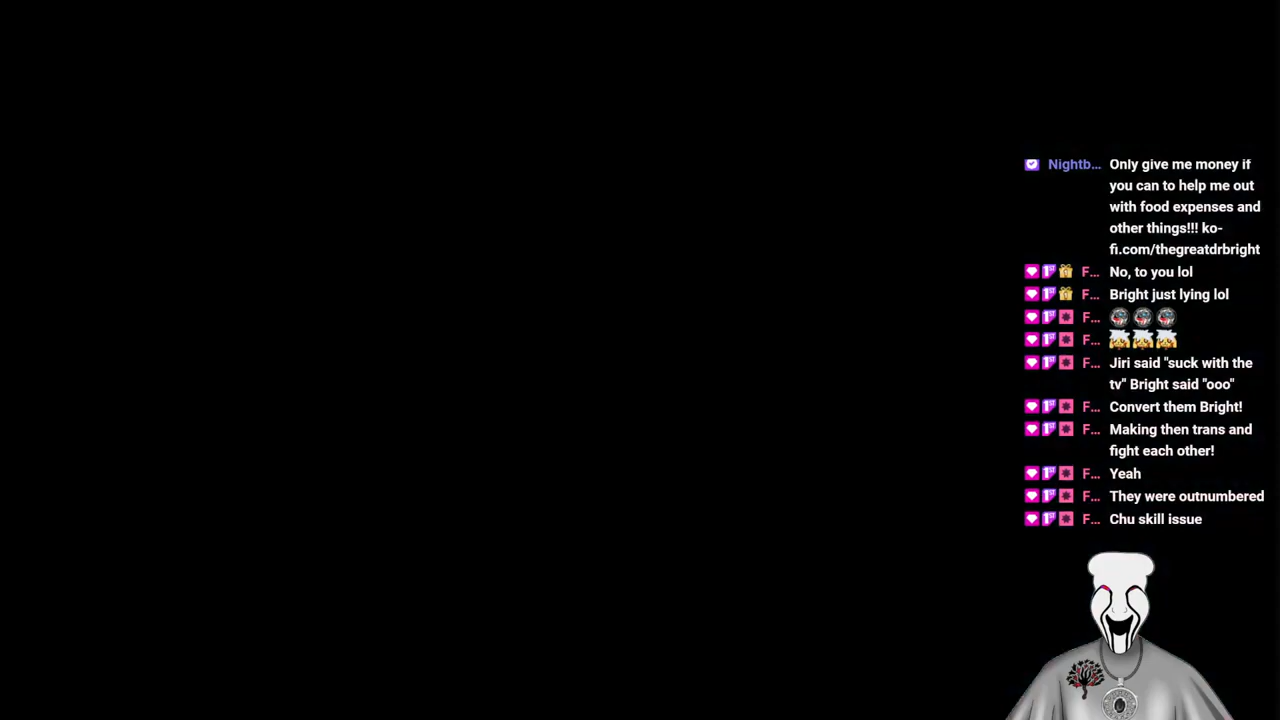 Nightb... Only give me money if
you can to help me out
with food expenses and
other things!!! ko-
fi.com/thegreatdrbright
F... No, to you lol
F... Bright just lying lol
F...
F...
F... Jiri said "suck with the
tv" Bright said "ooo"
F... Convert them Bright!
F... Making then trans and
fight each other!
F... Yeah
F... They were outnumbered
F... Chu skill issue